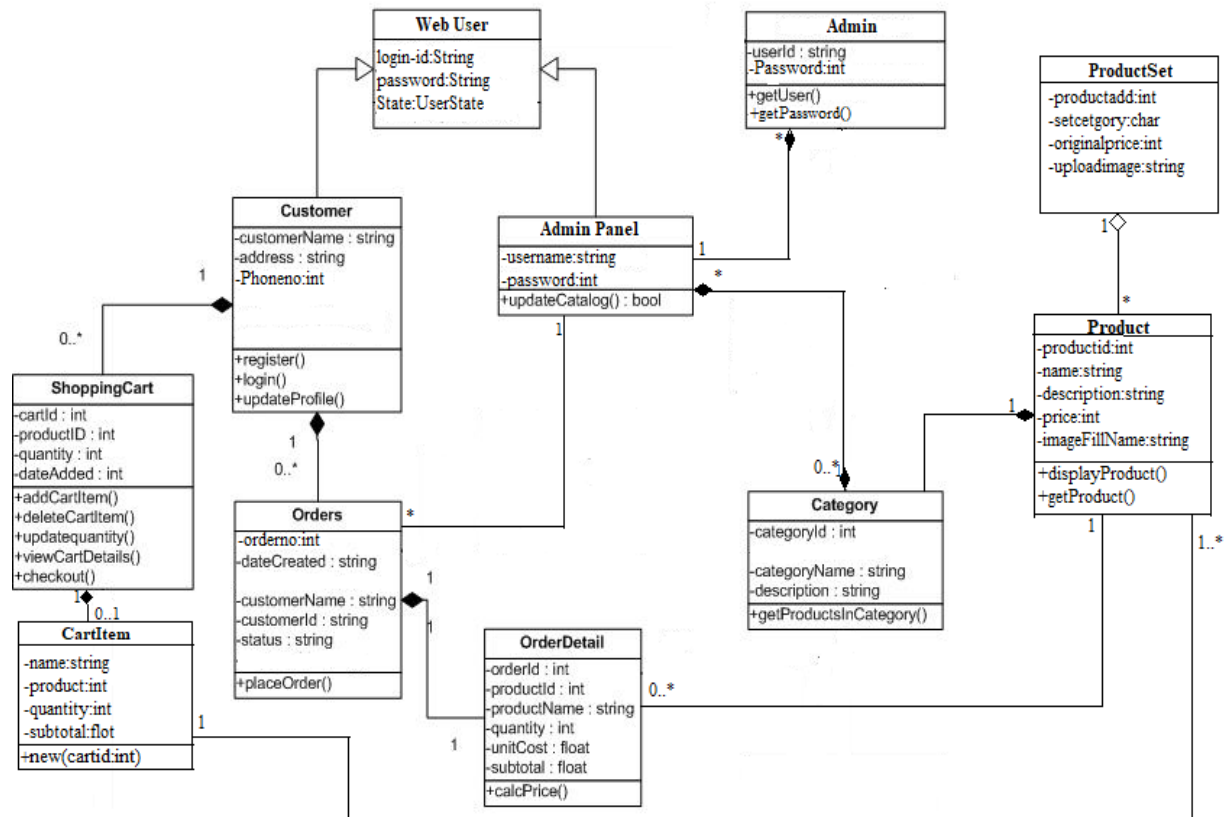 Web User
login-id:String
password:String
State:UserState
Admin
-userId : string
-Password:int
+getUser()
+getPassword()
*
1
ProductSet
-productadd:int
-setcetgory:char
-originalprice:int
-uploadimage:string
1
*
Customer
-customerName : string
-address : string
-Phoneno:int
+register()
+login()
+updateProfile()
1
0..*
1
0..*
Admin Panel
-username:string
-password:int
+updateCatalog() : bool
*
1
*
0..*
1
Product
-productid:int
-name:string
-description:string
-price:int
-imageFillName:string
+displayProduct()
+getProduct()
1
1
1..*
ShoppingCart
-cartId : int
-productID : int
-quantity : int
-dateAdded : int
+addCartItem()
+deleteCartItem()
+updatequantity()
+viewCartDetails()
+checkout()
1
0..1
Orders
-orderno:int
-dateCreated : string
-customerName : string
-customerId : string
-status : string
+placeOrder()
1
1
1
Category
-categoryId : int
-categoryName : string
-description : string
+getProductsInCategory()
CartItem
-name:string
-product:int
-quantity:int
-subtotal:flot
+new(cartid:int)
1
OrderDetail
-orderId : int
-productId : int
-productName : string
-quantity : int
-unitCost : float
-subtotal : float
+calcPrice()
0..*